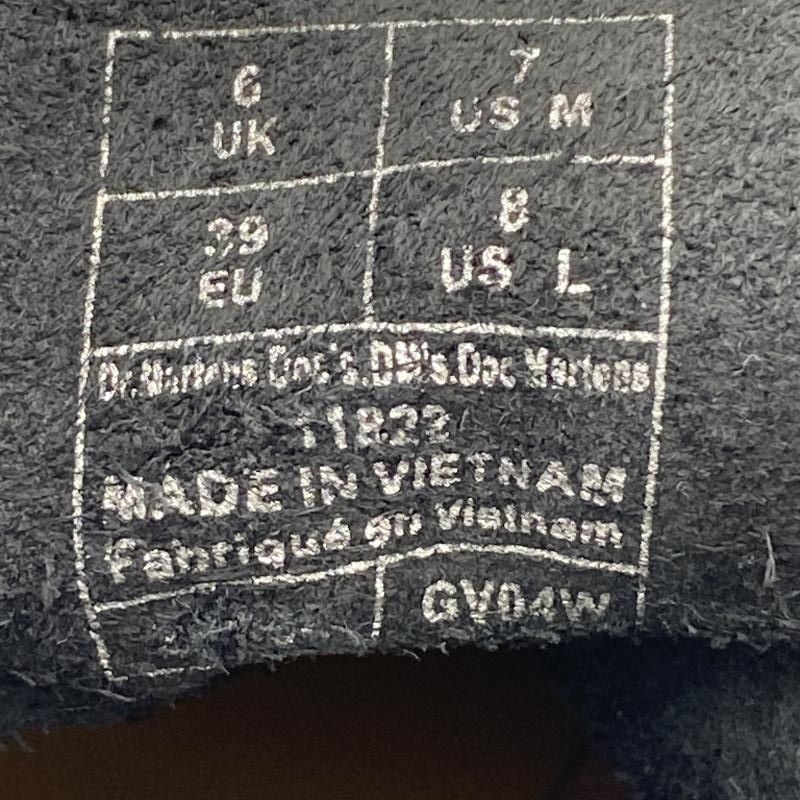 6
UK
7
US M
39
EU
8
US L
Dr.Martens.Doc's.DM's.Doc Martens
11822
MADE IN VIETNAM
Fabriqué en Vietnam
GV04W